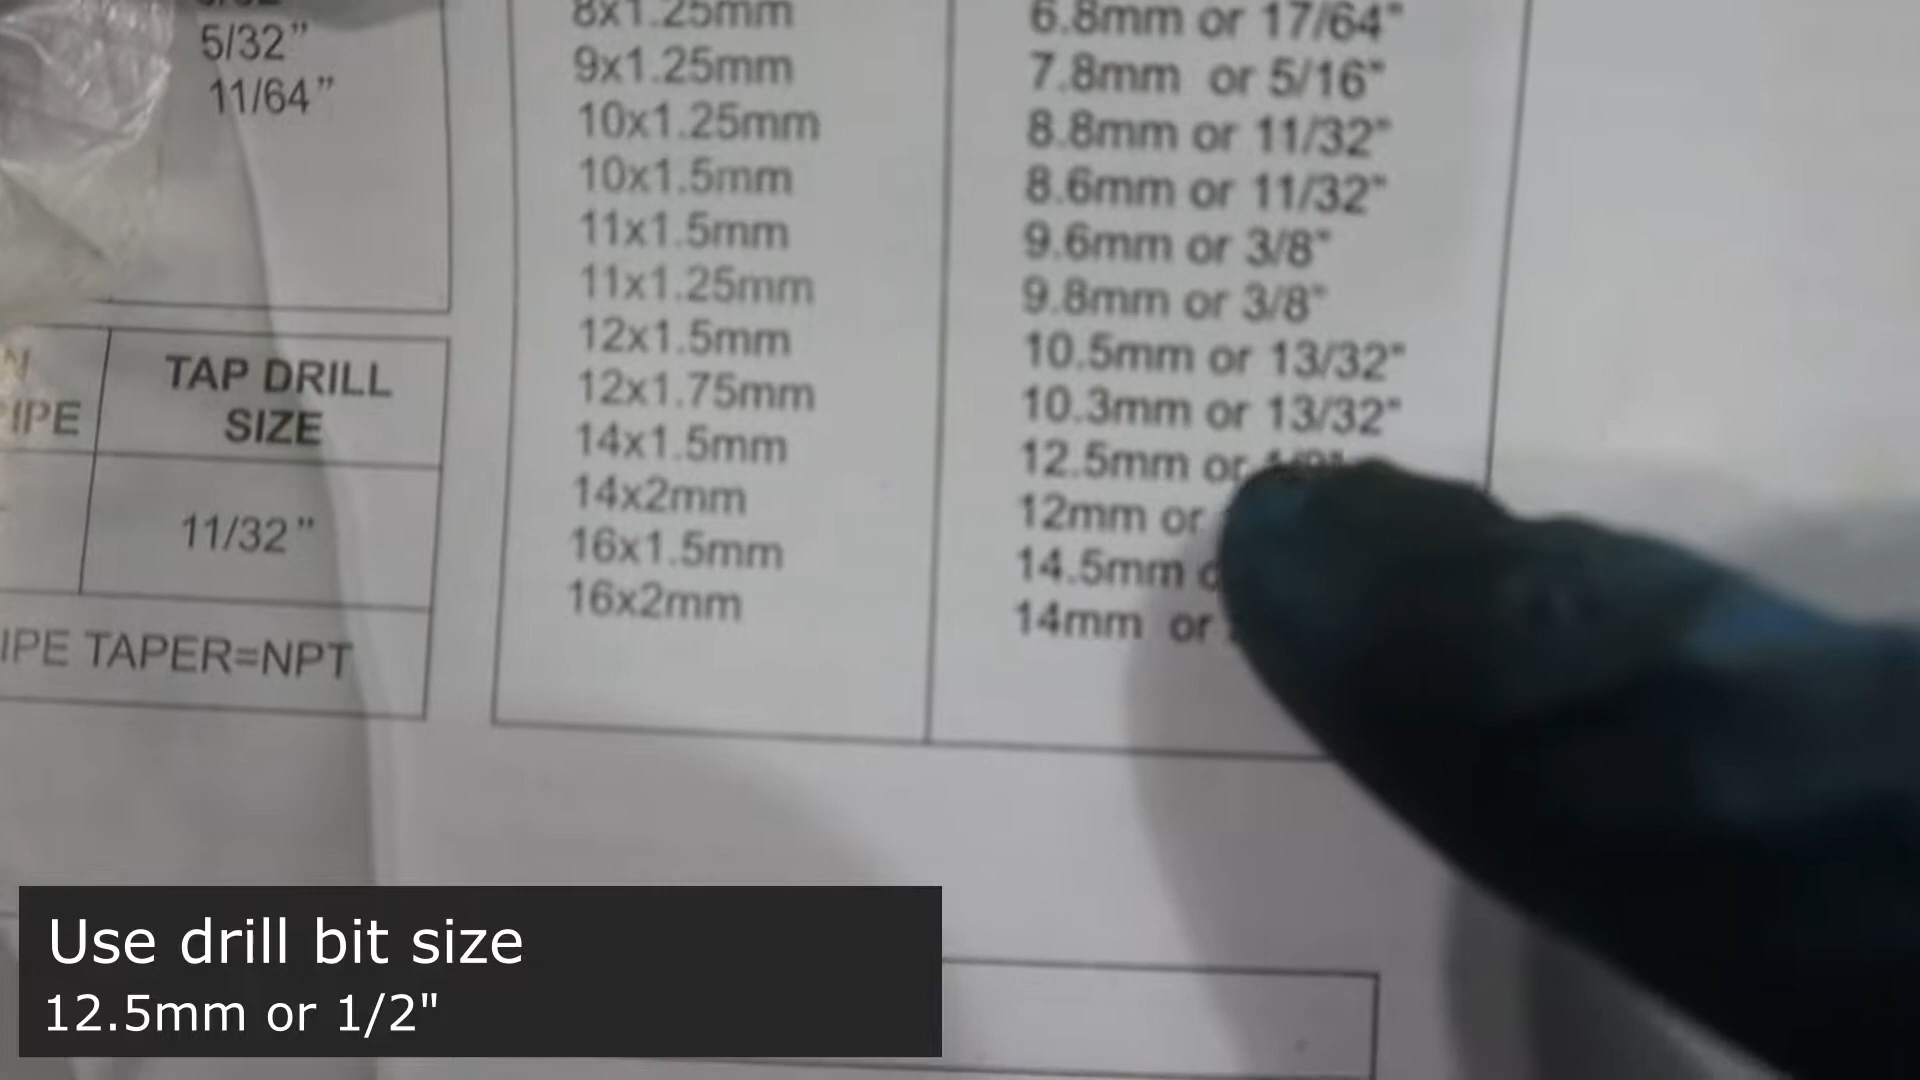 5/32”
11/64”
N
PIPE
TAP DRILL
SIZE
11/32”
IPE TAPER=NPT
8x1.25mm 6.8mm or 17/64"
9x1.25mm 7.8mm or 5/16"
10x1.25mm 8.8mm or 11/32"
10x1.5mm 8.6mm or 11/32"
11x1.5mm 9.6mm or 3/8"
11x1.25mm 9.8mm or 3/8"
12x1.5mm 10.5mm or 13/32"
12x1.75mm 10.3mm or 13/32"
14x1.5mm 12.5mm or
14x2mm 12mm or
16x1.5mm 14.5mm
16x2mm 14mm or
Use drill bit size
12.5mm or 1/2"